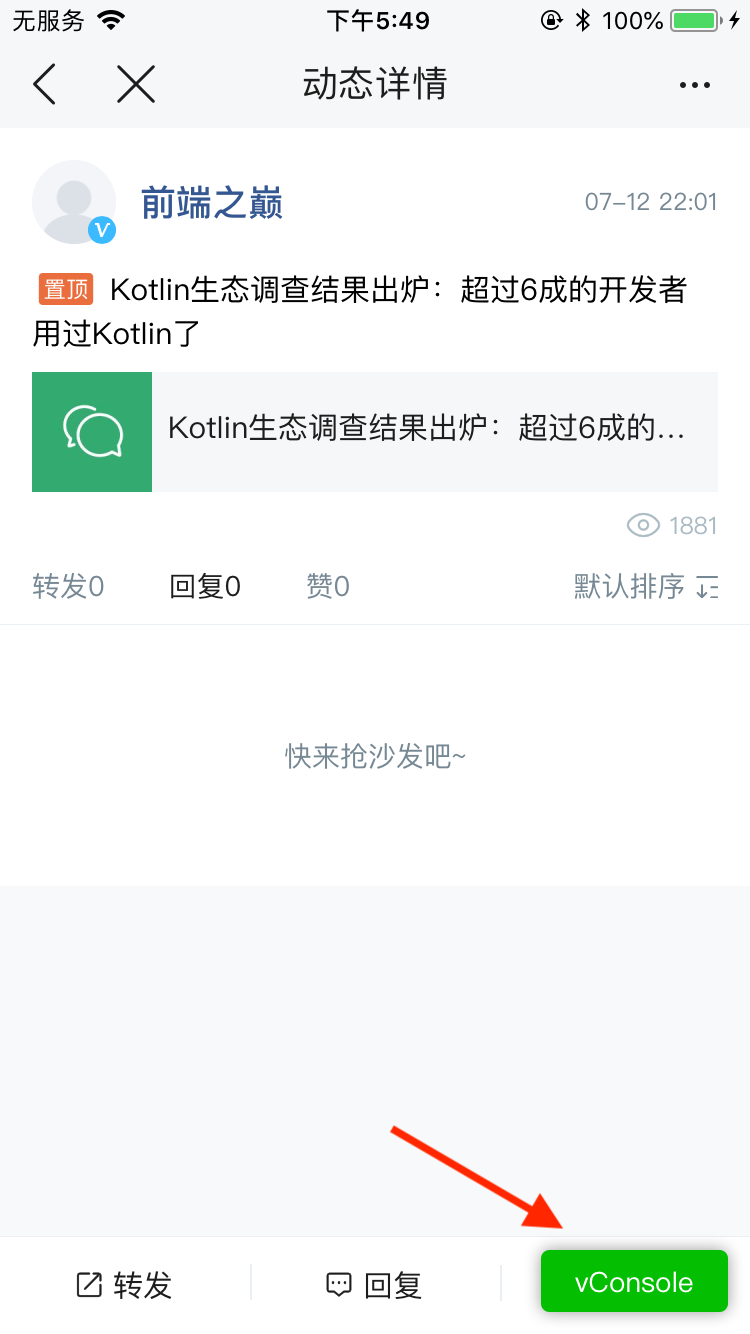 无服务 下午5:49 100%
动态详情
前端之巅 07-12 22:01
V
置顶 Kotlin生态调查结果出炉：超过6成的开发者
用过Kotlin了
Kotlin生态调查结果出炉：超过6成的...
1881
转发0 回复0 赞0 默认排序
快来抢沙发吧~
转发 回复 vConsole